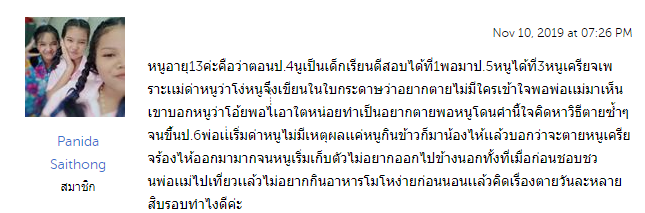 Nov 10, 2019 at 07:26 PM
หนูอายุ13ค่ะคือว่าตอนป.4นูเป็นเด็กเรียนดีสอบได้ที่1พอมาป.5หนูได้ที่3หนูเครียจเพ
ราะแม่ด่าหนูว่าโง่หนูจึ่งเขียนในใบกระดาษว่าอยากตายไม่มีใครเข้าใจพอพ่อแม่มาเห็น
เขาบอกหนูว่าโอ้ยพอไ่เอาใตหน่อยทำเป็นอยากตายพอหนูโดนคำนี้ใจคิดหาวิธีตายซ้ำๆ
จนขึ้นป.6พ่อแ่เริ่มด่าหนูไม่มีเหตุผลแค่หนูกินข้าวก็มาน้องไห้แล้วบอกว่าจะตายหนูเครี
ยจร้องไห้ออกมามากจนหนูเริ่มเก็บตัวไม่อยากออกไปข้างนอกทั้งที่เมื่อก่อนชอบชว
Panida
Saithong
สมาชิก
นพ่อแม่ไปเที่ยวแล้วไม่อยากกินอาหารโมโหง่ายก่อนนอนแล้วคิดเรื่องตายวันละหลาย
สิบรอบทำไงดีค่ะ